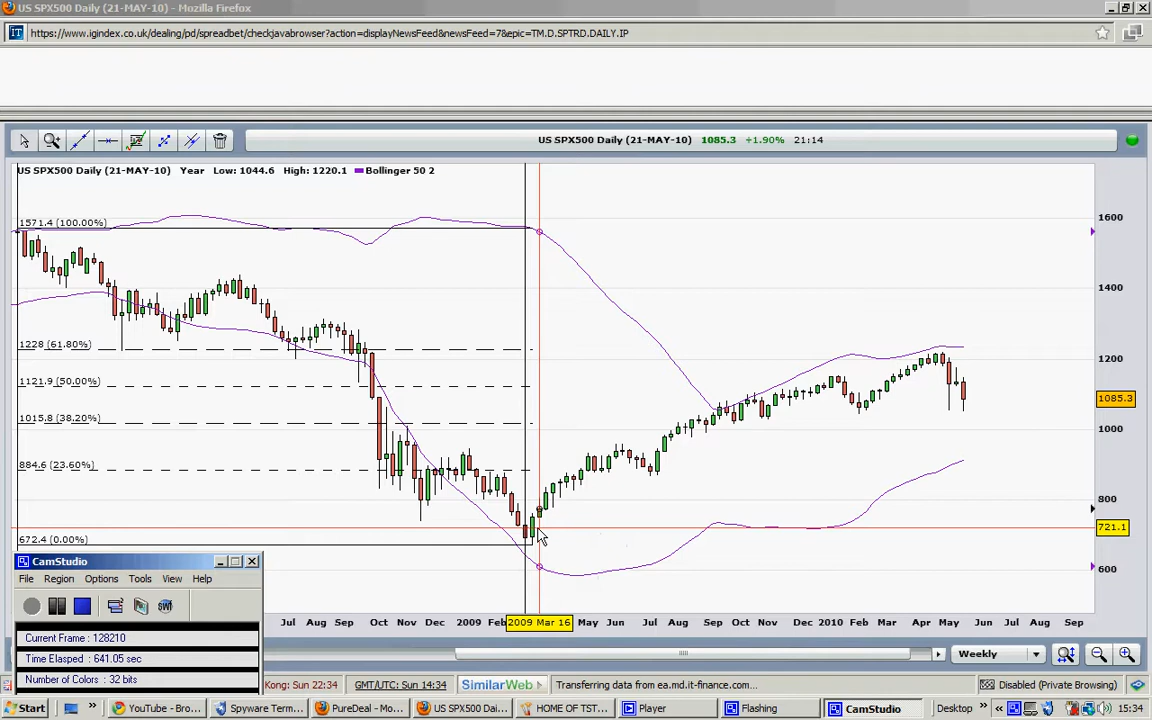 US SPX500 Daily (21-MAY-10) - Mozilla Firefox
https://www.igindex.co.uk/dealing/pd/spreadbet/checkjavabrowser?action=displayNewsFeed&newsFeed=7&epic=TM.D.SPTRD.DAILY.IP
US SPX500 Daily (21-MAY-10) 1085.3 +1.90% 21:14
US SPX500 Daily (21-MAY-10) Year Low: 1044.6 High: 1220.1 Bollinger 50 2
1571.4 (100.00%)
1600
1400
1228 (61.80%)
1200
1121.9 (50.00%)
1085.3
1015.8 (38.20%)
1000
884.6 (23.60%)
800
721.1
672.4 (0.00%)
600
CamStudio
File Region Options Tools View Help
Current Frame : 128210
Time Elasped : 641.05 sec
Number of Colors : 32 bits
Jul Aug Sep Oct Nov Dec 2009 Feb 2009 Mar 16 May Jun Jul Aug Sep Oct Nov Dec 2010 Feb Mar Apr May Jun Jul Aug Sep
Weekly
Kong: Sun 22:34 GMT/UTC: Sun 14:34 SimilarWeb Transferring data from ea.md.it-finance.com... Disabled (Private Browsing)
Start YouTube - Bro... Spyware Term... PureDeal - Mo... US SPX500 Dai... HOME OF TST... Player Flashing CamStudio Desktop 15:34